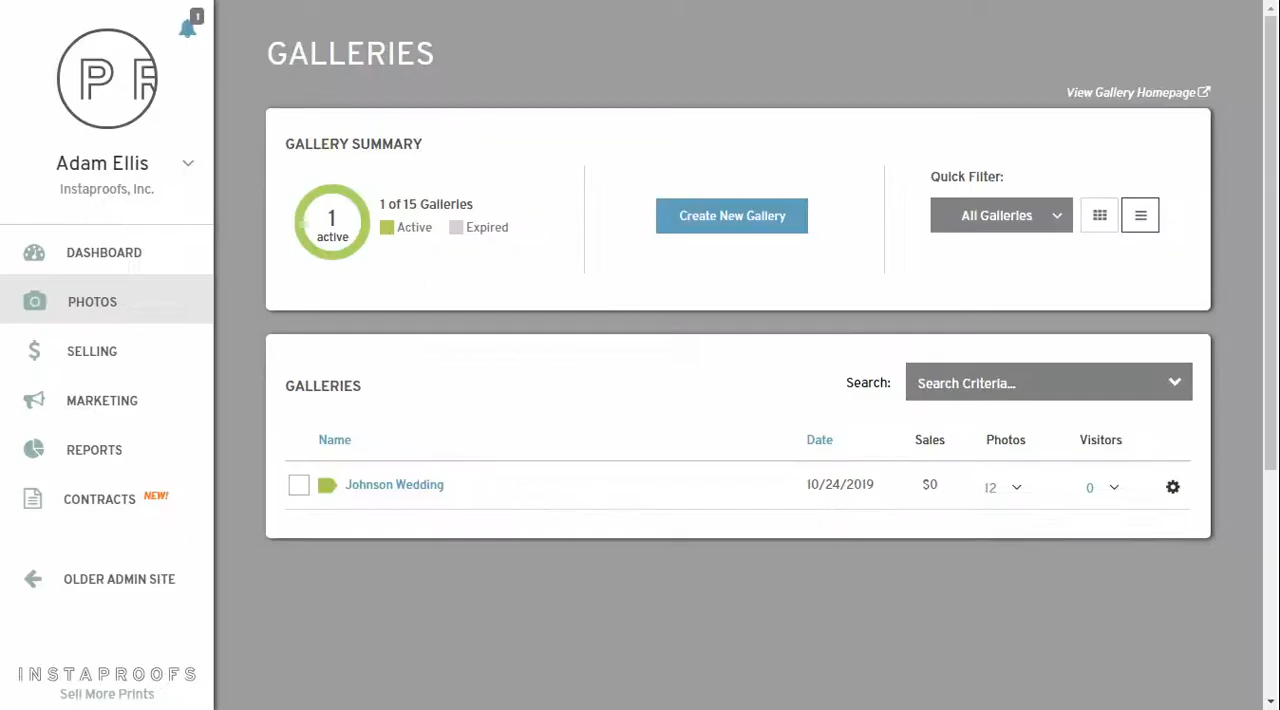 1
P R
Adam Ellis
Instaproofs, Inc.
DASHBOARD
PHOTOS
SELLING
MARKETING
REPORTS
CONTRACTS NEW!
OLDER ADMIN SITE
INSTAPROOFS
Sell More Prints
GALLERIES
View Gallery Homepage
GALLERY SUMMARY
1
active
1 of 15 Galleries
Active Expired
Create New Gallery
Quick Filter:
All Galleries
GALLERIES
Search: Search Criteria...
Name Date Sales Photos Visitors
Johnson Wedding 10/24/2019 $0 12 0